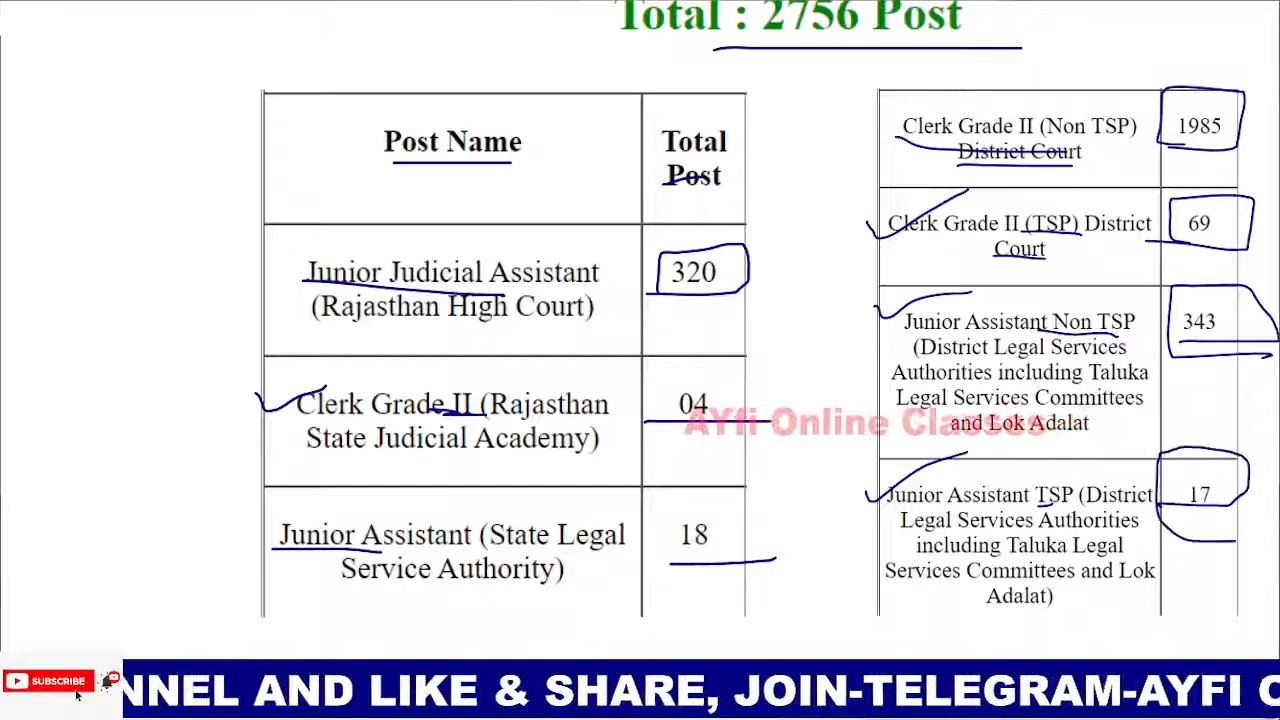 Total : 2756 Post
Post Name
Total
Post
Junior Judicial Assistant
(Rajasthan High Court)
320
Clerk Grade II (Rajasthan
State Judicial Academy)
04
Junior Assistant (State Legal
Service Authority)
18
Clerk Grade II (Non TSP)
District Court
1985
Clerk Grade II (TSP) District
Court
69
Junior Assistant Non TSP
(District Legal Services
Authorities including Taluka
Legal Services Committees
and Lok Adalat
343
Junior Assistant TSP (District
Legal Services Authorities
including Taluka Legal
Services Committees and Lok
Adalat)
17
AYfi Online Classes
SUBSCRIBE
NNEL AND LIKE & SHARE, JOIN-TELEGRAM-AYFI